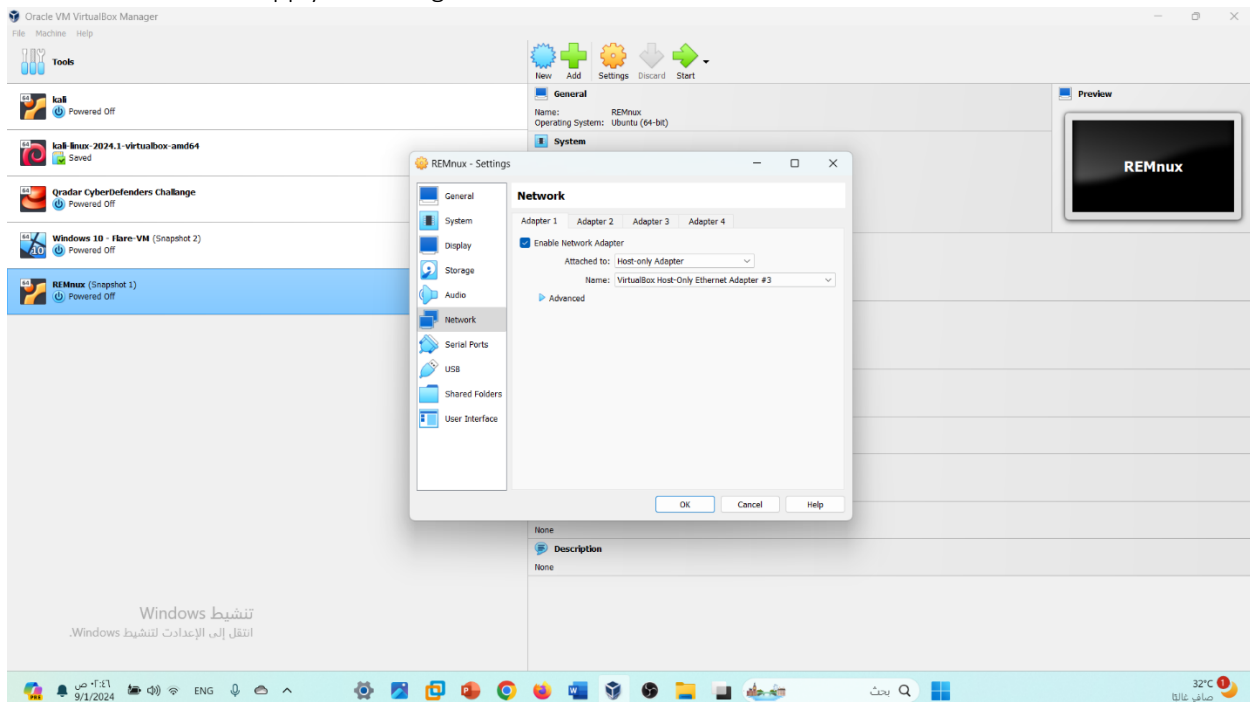 Oracle VM VirtualBox Manager
File Machine Help
Tools
New Add Settings Discard Start
kali
Powered Off
kali-linux-2024.1-virtualbox-amd64
Saved
Qradar CyberDefenders Challange
Powered Off
Windows 10 - Flare-VM (Snapshot 2)
Powered Off
REMnux (Snapshot 1)
Powered Off
General
Name: REMnux
Operating System: Ubuntu (64-bit)
System
Preview
REMnux
REMnux - Settings
General
System
Display
Storage
Audio
Network
Serial Ports
USB
Shared Folders
User Interface
Network
Adapter 1 Adapter 2 Adapter 3 Adapter 4
Enable Network Adapter
Attached to: Host-only Adapter
Name: VirtualBox Host-Only Ethernet Adapter #3
Advanced
OK Cancel Help
None
Description
None
تنشيط Windows
انتقل إلى الإعدادت لتنشيط Windows.
9/1/2024
ENG
بحث
32°C
صافٍ غالبًا
1